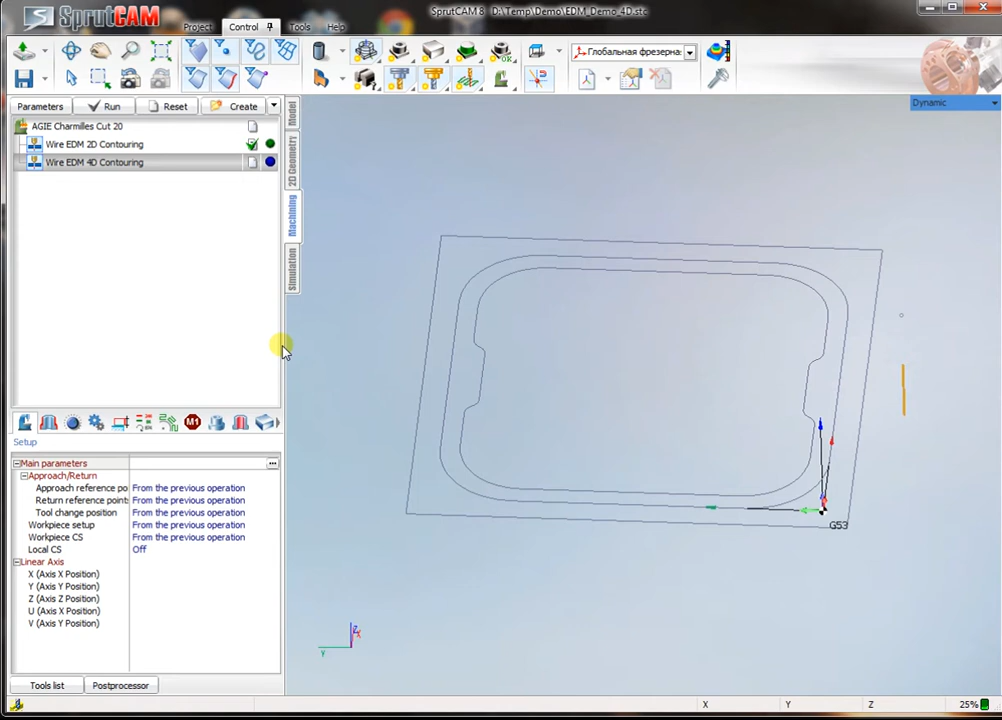 SprutCAM
SprutCAM 8 D:\Temp\Demo\EDM_Demo_4D.stc
Project
Control
Tools
Help
Глобальная фрезерна:
Parameters
Run
Reset
Create
Dynamic
AGIE Charmilles Cut 20
Wire EDM 2D Contouring
Wire EDM 4D Contouring
Model
2D Geometry
Machining
Simulation
OK
M1
Setup
Main parameters
Approach/Return
Approach reference po From the previous operation
Return reference point From the previous operation
Tool change position From the previous operation
Workpiece setup From the previous operation
Workpiece CS From the previous operation
Local CS Off
Linear Axis
X (Axis X Position)
Y (Axis Y Position)
Z (Axis Z Position)
U (Axis U Position)
V (Axis V Position)
G53
Z
X
Y
Tools list
Postprocessor
X
Y
Z
25%